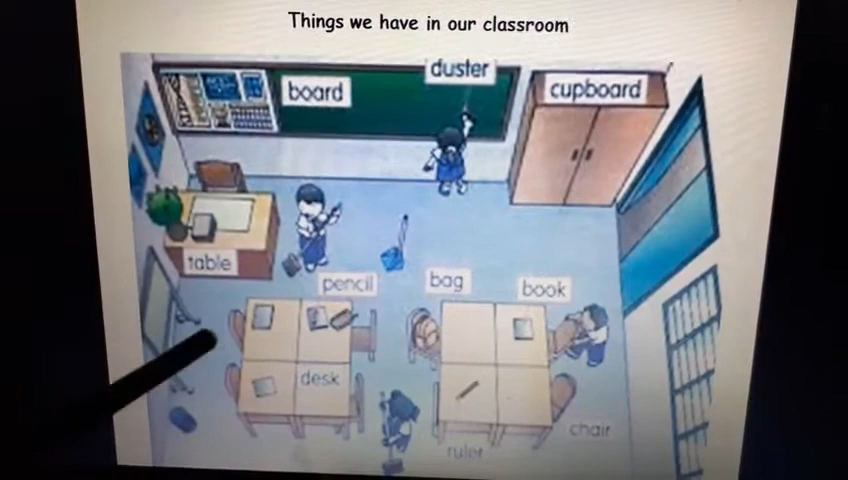 Things we have in our classroom
duster
board
cupboard
table
pencil
bag
book
desk
chair
ruler